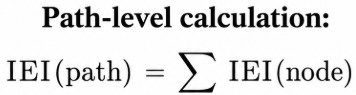 Path-level calculation:
IEI(path) = ∑ IEI(node)